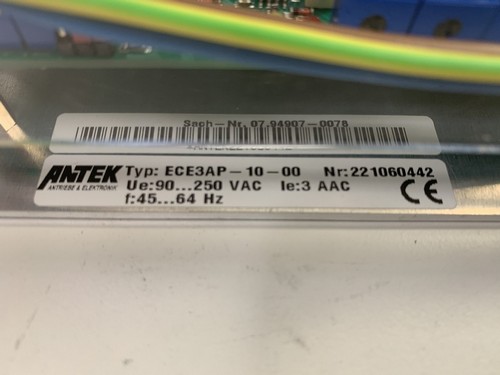 Sach-Nr. 07.94907-0078
ANTEK
ANTRIEBE & ELEKTRONIK
Typ: ECE3AP-10-00 Nr:221060442
Ue:90...250 VAC Ie:3 AAC
f:45...64 Hz
CE